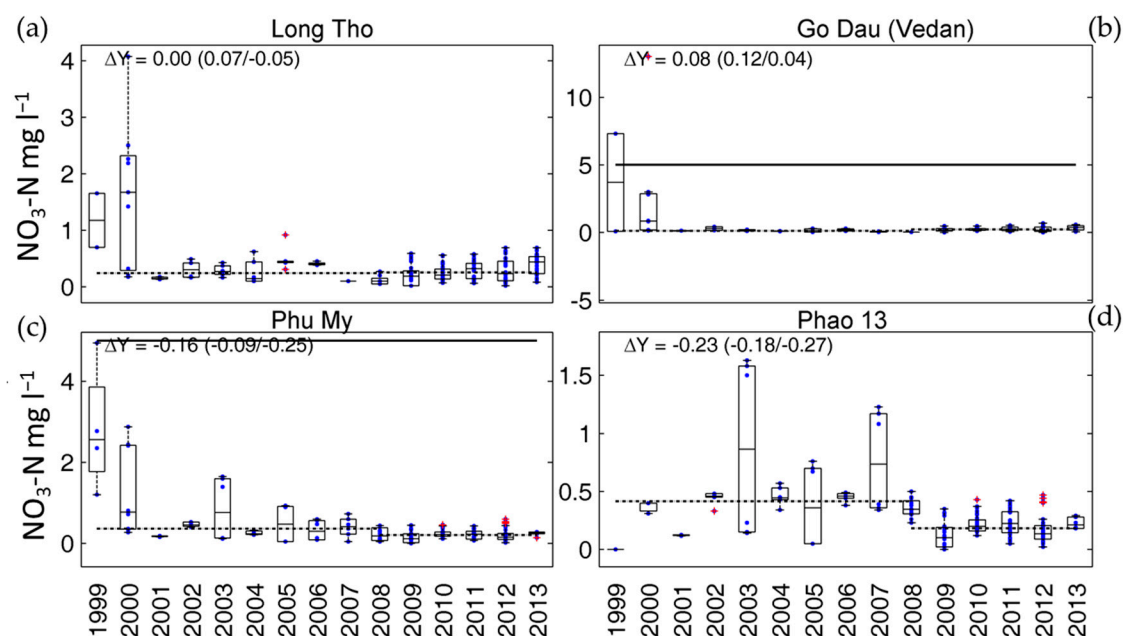 (a) Long Tho
Go Dau (Vedan) (b)
NO₃-N mg l⁻¹
4
3
2
1
0
ΔY = 0.00 (0.07/-0.05)
10
5
0
-5
ΔY = 0.08 (0.12/0.04)
(c) Phu My
Phao 13 (d)
NO₃-N mg l⁻¹
4
2
0
ΔY = -0.16 (-0.09/-0.25)
1.5
1
0.5
0
ΔY = -0.23 (-0.18/-0.27)
1999 2000 2001 2002 2003 2004 2005 2006 2007 2008 2009 2010 2011 2012 2013
1999 2000 2001 2002 2003 2004 2005 2006 2007 2008 2009 2010 2011 2012 2013